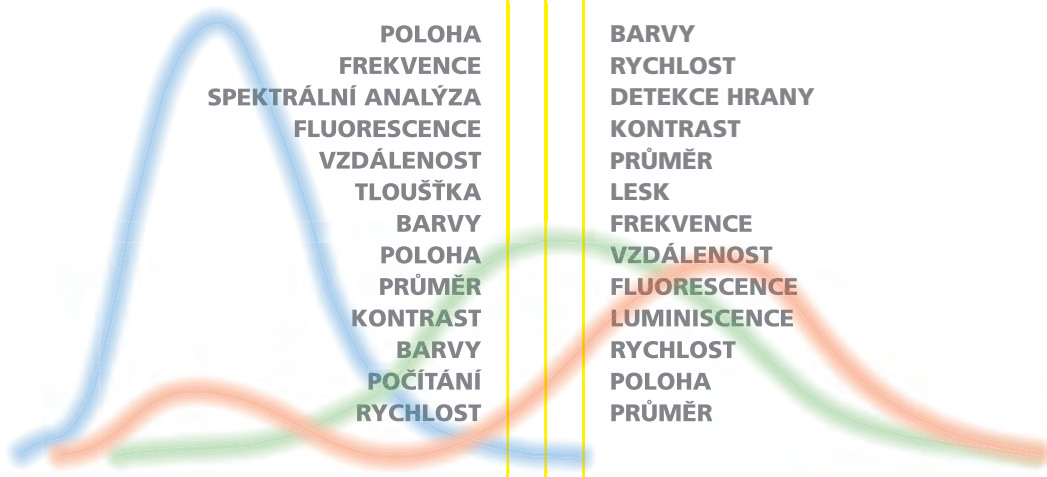 POLOHA
FREKVENCE
SPEKTRÁLNÍ ANALÝZA
FLUORESCENCE
VZDÁLENOST
TLOUŠŤKA
BARVY
POLOHA
PRŮMĚR
KONTRAST
BARVY
POČÍTÁNÍ
RYCHLOST
BARVY
RYCHLOST
DETEKCE HRANY
KONTRAST
PRŮMĚR
LESK
FREKVENCE
VZDÁLENOST
FLUORESCENCE
LUMINISCENCE
RYCHLOST
POLOHA
PRŮMĚR